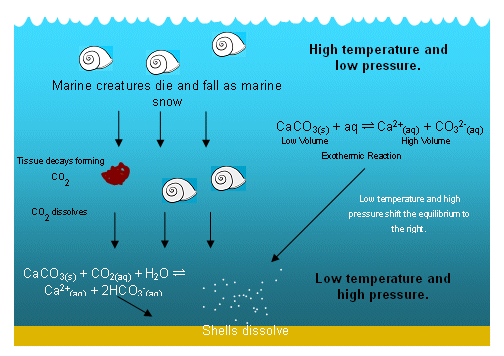 High temperature and
low pressure.
Marine creatures die and fall as marine
snow
CaCO3(s) + aq ⇌ Ca2+(aq) + CO32-(aq)
Low Volume High Volume
Exothermic Reaction
Tissue decays forming
CO2
Low temperature and high
pressure shift the equilibrium to
the right.
CO2 dissolves
CaCO3(s) + CO2(aq) + H2O ⇌
Ca2+(aq) + 2HCO3-(aq)
Low temperature and
high pressure.
Shells dissolve